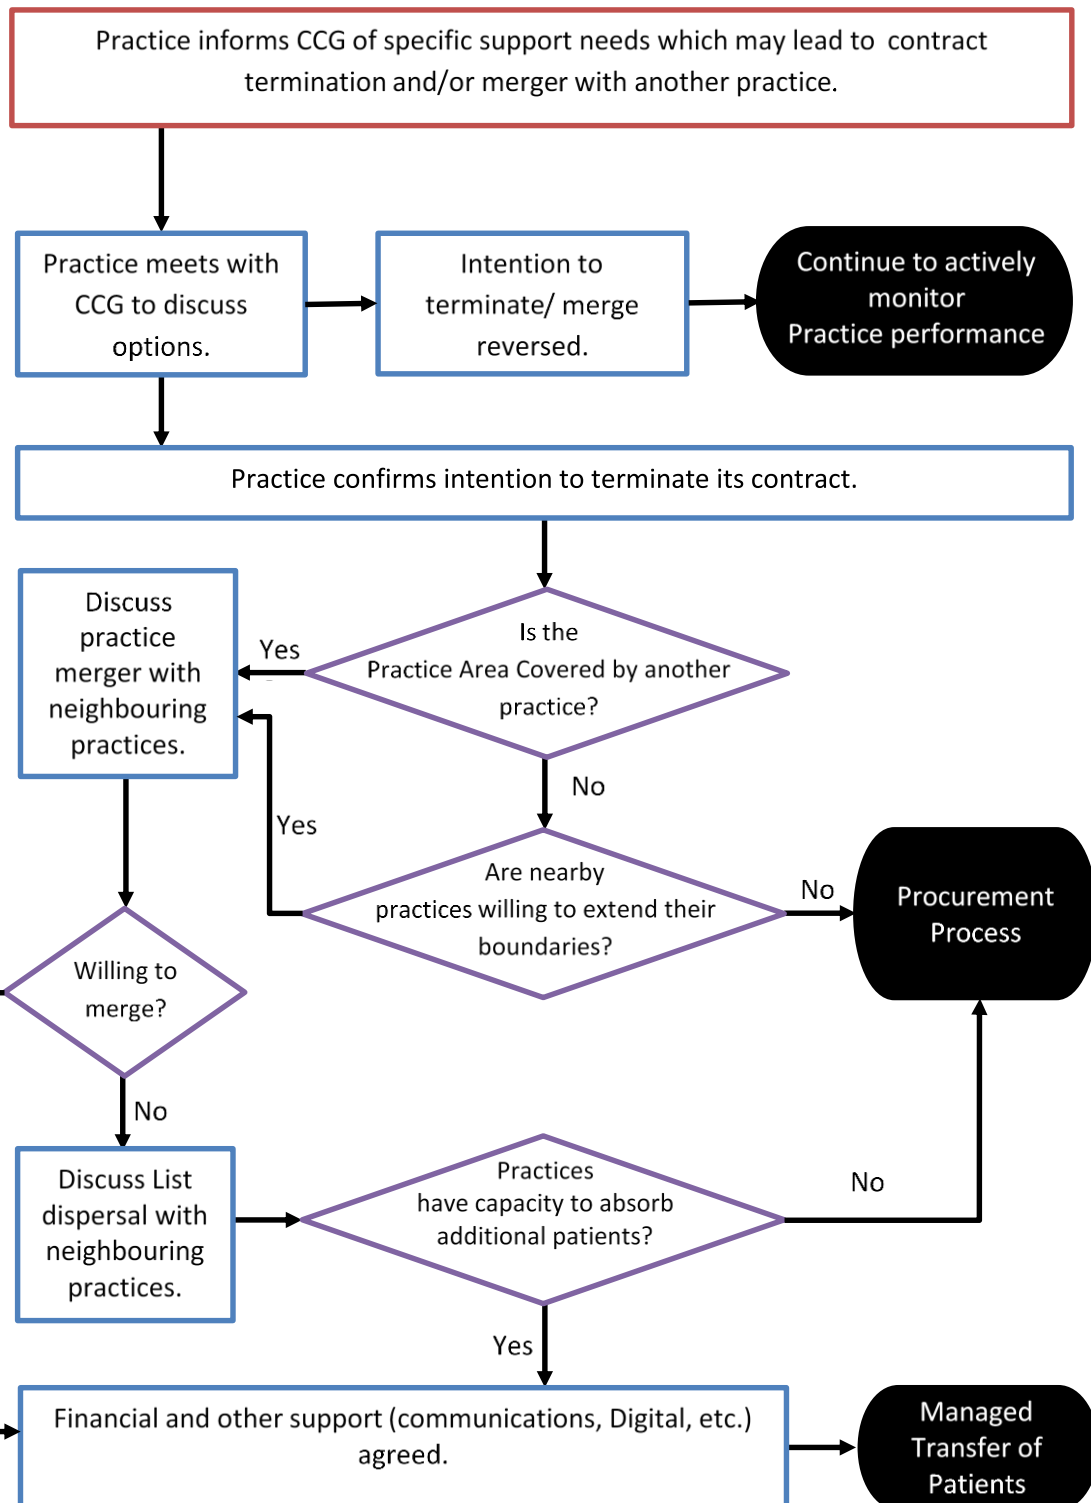 Practice informs CCG of specific support needs which may lead to contract
termination and/or merger with another practice.
Practice meets with
CCG to discuss
options.
Intention to
terminate/ merge
reversed.
Continue to actively
monitor
Practice performance
Practice confirms intention to terminate its contract.
Discuss
practice
merger with
neighbouring
practices.
Yes
Is the
Practice Area Covered by another
practice?
No
Yes
Are nearby
practices willing to extend their
boundaries?
No
Procurement
Process
Willing to
merge?
No
Discuss List
dispersal with
neighbouring
practices.
Practices
have capacity to absorb
additional patients?
No
Yes
Financial and other support (communications, Digital, etc.)
agreed.
Managed
Transfer of
Patients